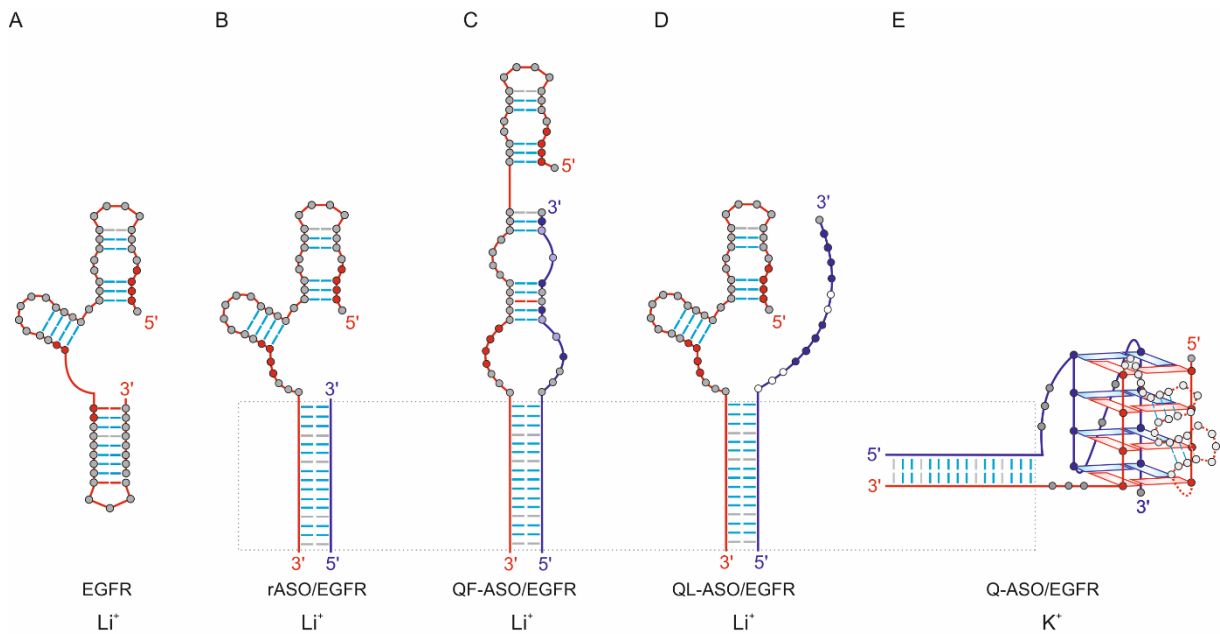 A
B
C
D
E
5'
3'
5'
3'
3'
5'
5'
3'
3'
5'
5'
3'
3'
5'
5'
5'
3'
3'
EGFR
rASO/EGFR
QF-ASO/EGFR
QL-ASO/EGFR
Q-ASO/EGFR
Li⁺
Li⁺
Li⁺
Li⁺
K⁺